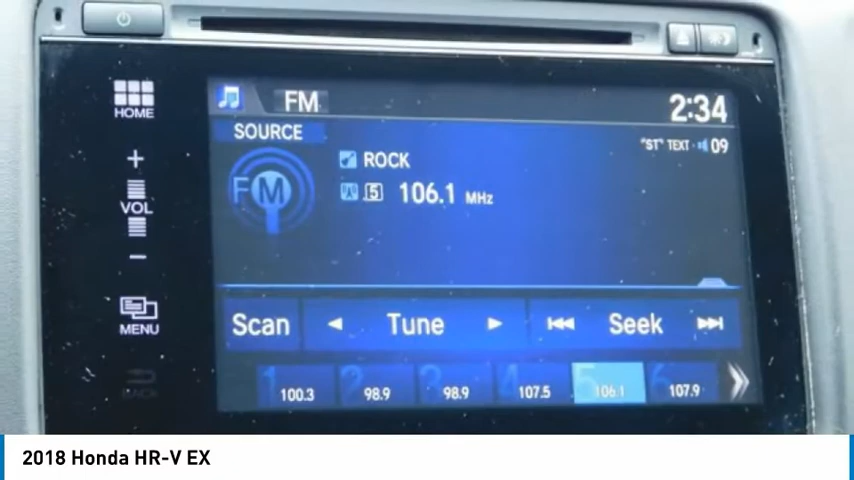 FM 2:34
HOME
SOURCE
"ST" TEXT 09
ROCK
FM
5 106.1 MHz
+
VOL
-
MENU
Scan Tune Seek
BACK
1 100.3 2 98.9 3 98.9 4 107.5 5 106.1 6 107.9
2018 Honda HR-V EX